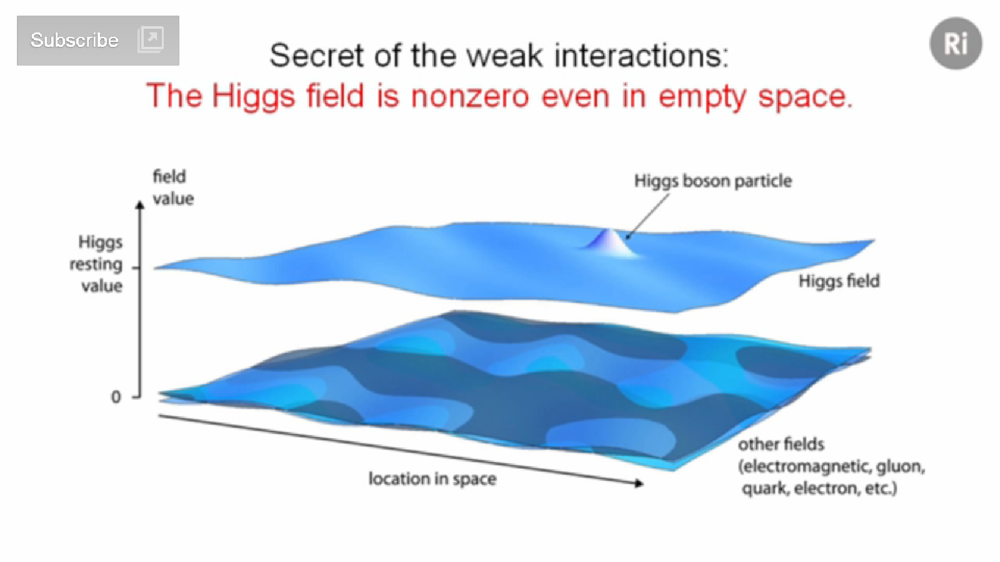 Subscribe
Ri
Secret of the weak interactions:
The Higgs field is nonzero even in empty space.
field
value
Higgs boson particle
Higgs
resting
value
Higgs field
0
other fields
(electromagnetic, gluon,
quark, electron, etc.)
location in space